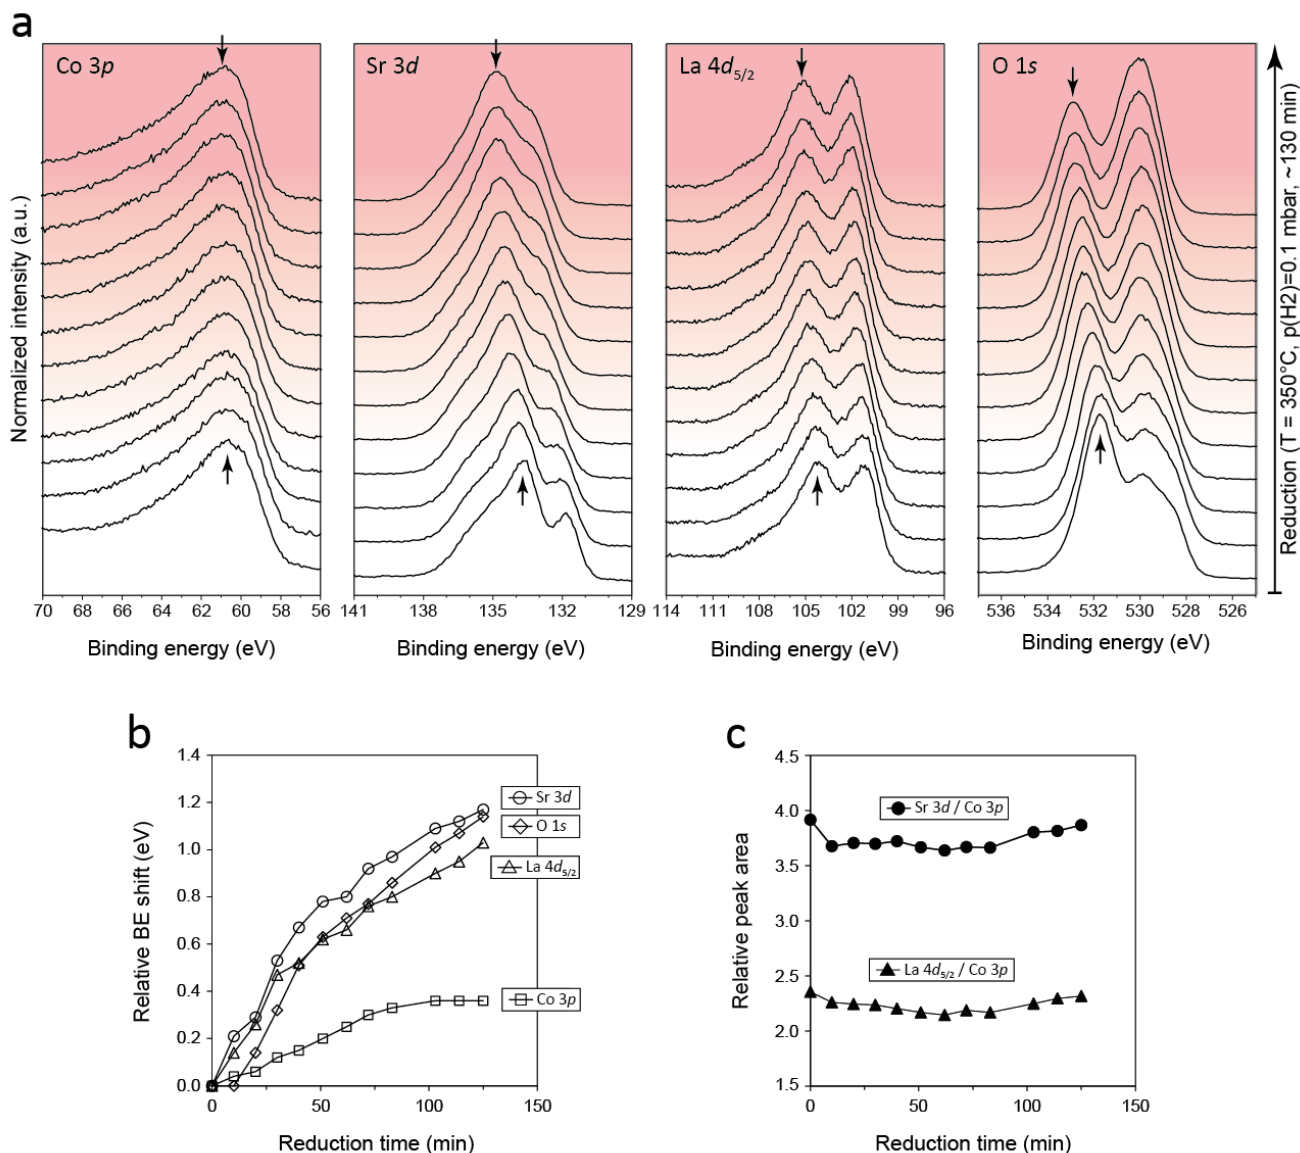 a
Co 3p
Sr 3d
La 4d5/2
O 1s
Normalized intensity (a.u.)
Reduction (T = 350°C, p(H2)=0.1 mbar, ~130 min)
70 68 66 64 62 60 58 56
141 138 135 132 129
114 111 108 105 102 99 96
536 534 532 530 528 526
Binding energy (eV)
Binding energy (eV)
Binding energy (eV)
Binding energy (eV)
b
1.4
1.2
1.0
0.8
0.6
0.4
0.2
0.0
Relative BE shift (eV)
Sr 3d
O 1s
La 4d5/2
Co 3p
0 50 100 150
Reduction time (min)
c
4.5
4.0
3.5
3.0
2.5
2.0
1.5
Relative peak area
Sr 3d / Co 3p
La 4d5/2 / Co 3p
0 50 100 150
Reduction time (min)